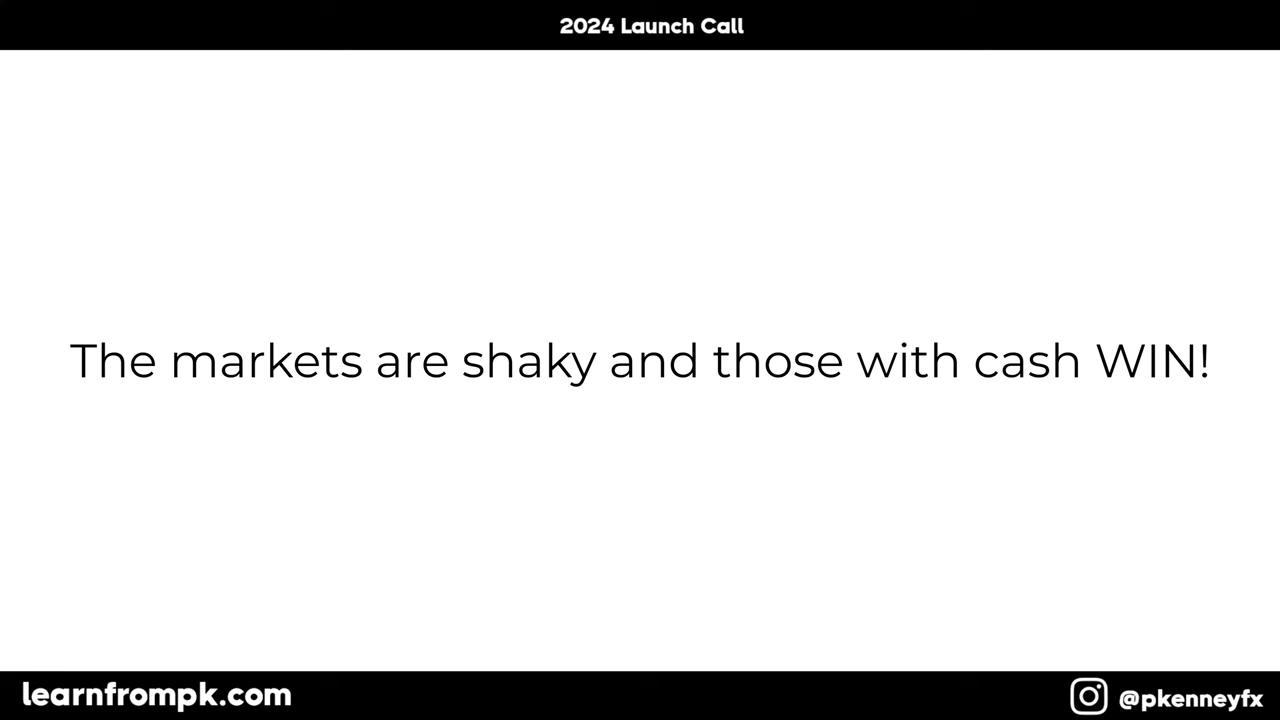 2024 Launch Call
The markets are shaky and those with cash WIN!
learnfrompk.com
@pkenneyfx